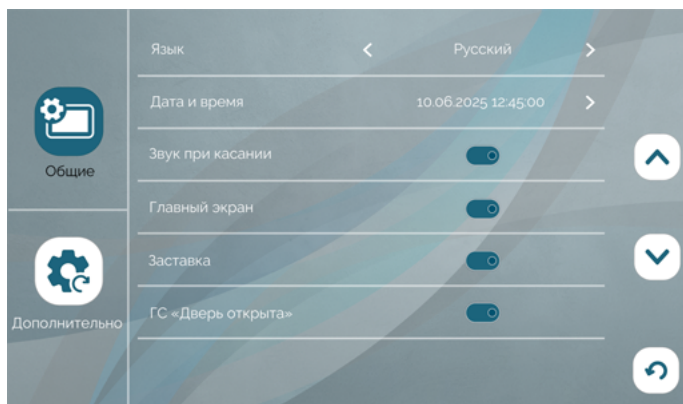 Язык
Русский
Дата и время
10.06.2025 12:45:00
Звук при касании
Общие
Главный экран
Заставка
ГС «Дверь открыта»
Дополнительно